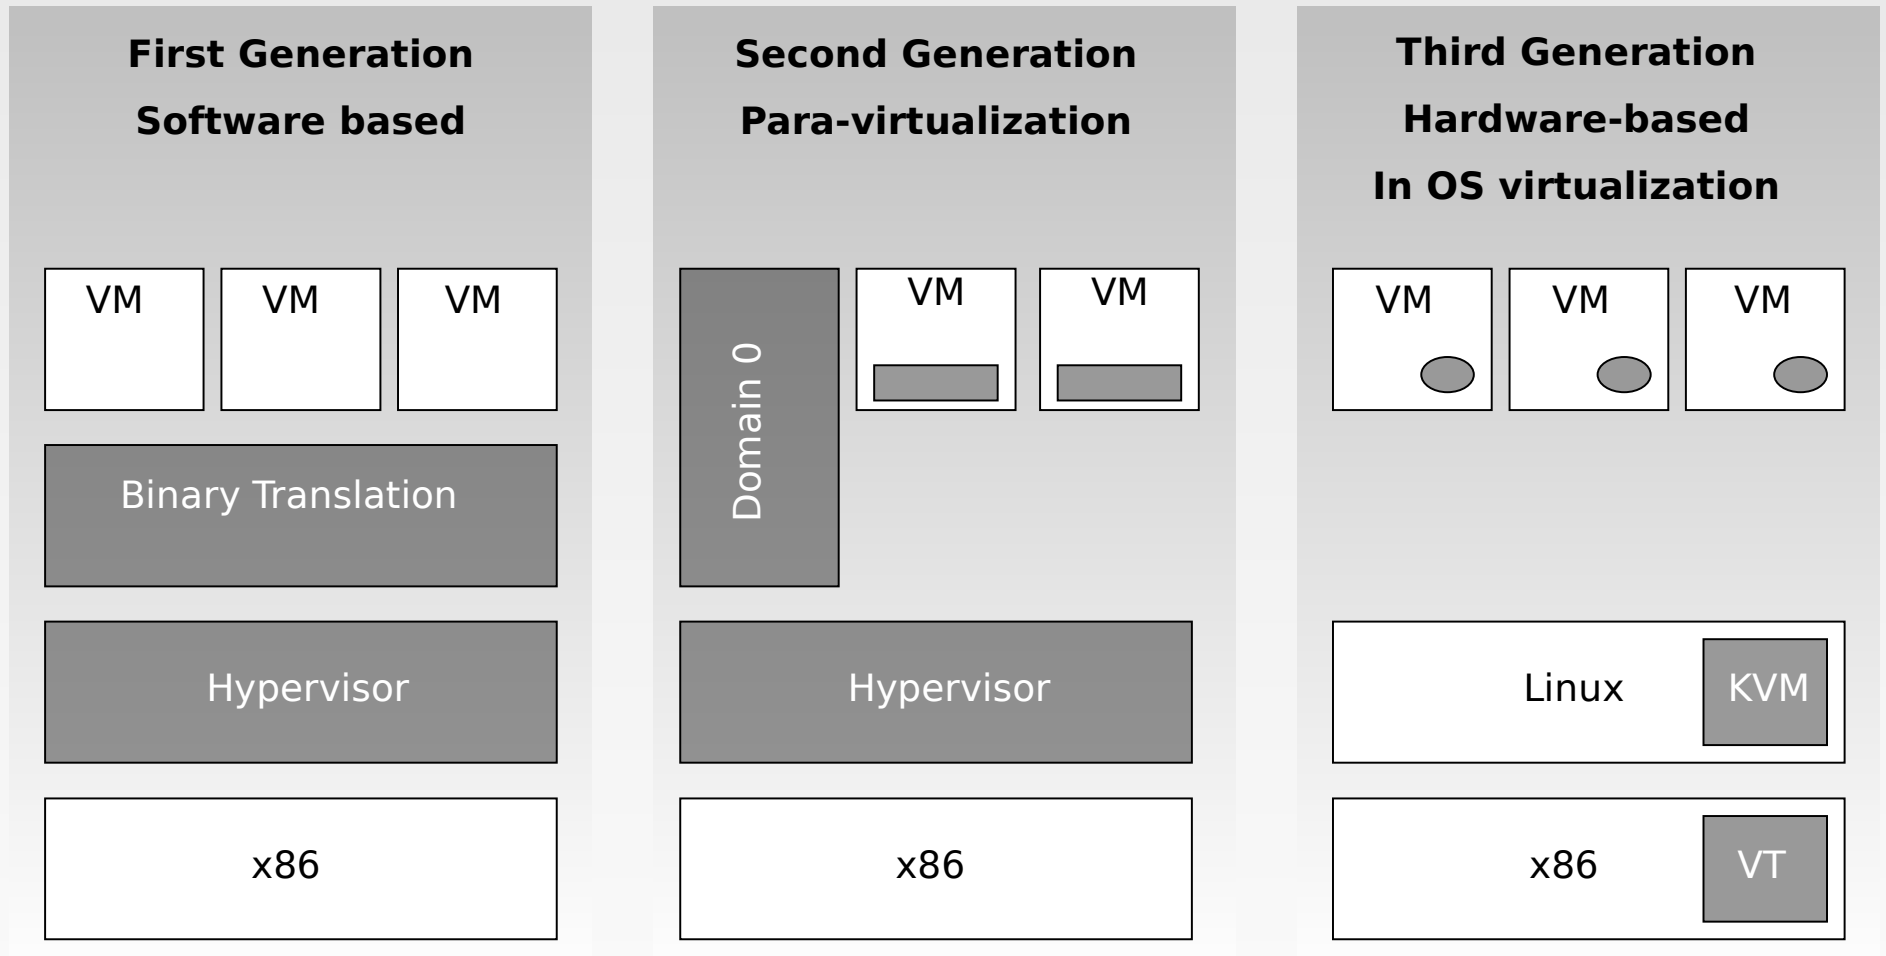 First Generation
Software based
VM
VM
VM
Binary Translation
Hypervisor
x86
Second Generation
Para-virtualization
Domain 0
VM
VM
Hypervisor
x86
Third Generation
Hardware-based
In OS virtualization
VM
VM
VM
Linux
KVM
x86
VT